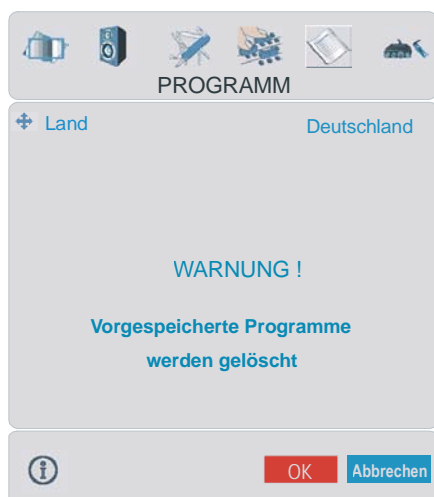 PROGRAMM
Land Deutschland
WARNUNG !
Vorgespeicherte Programme
werden gelöscht
OK Abbrechen